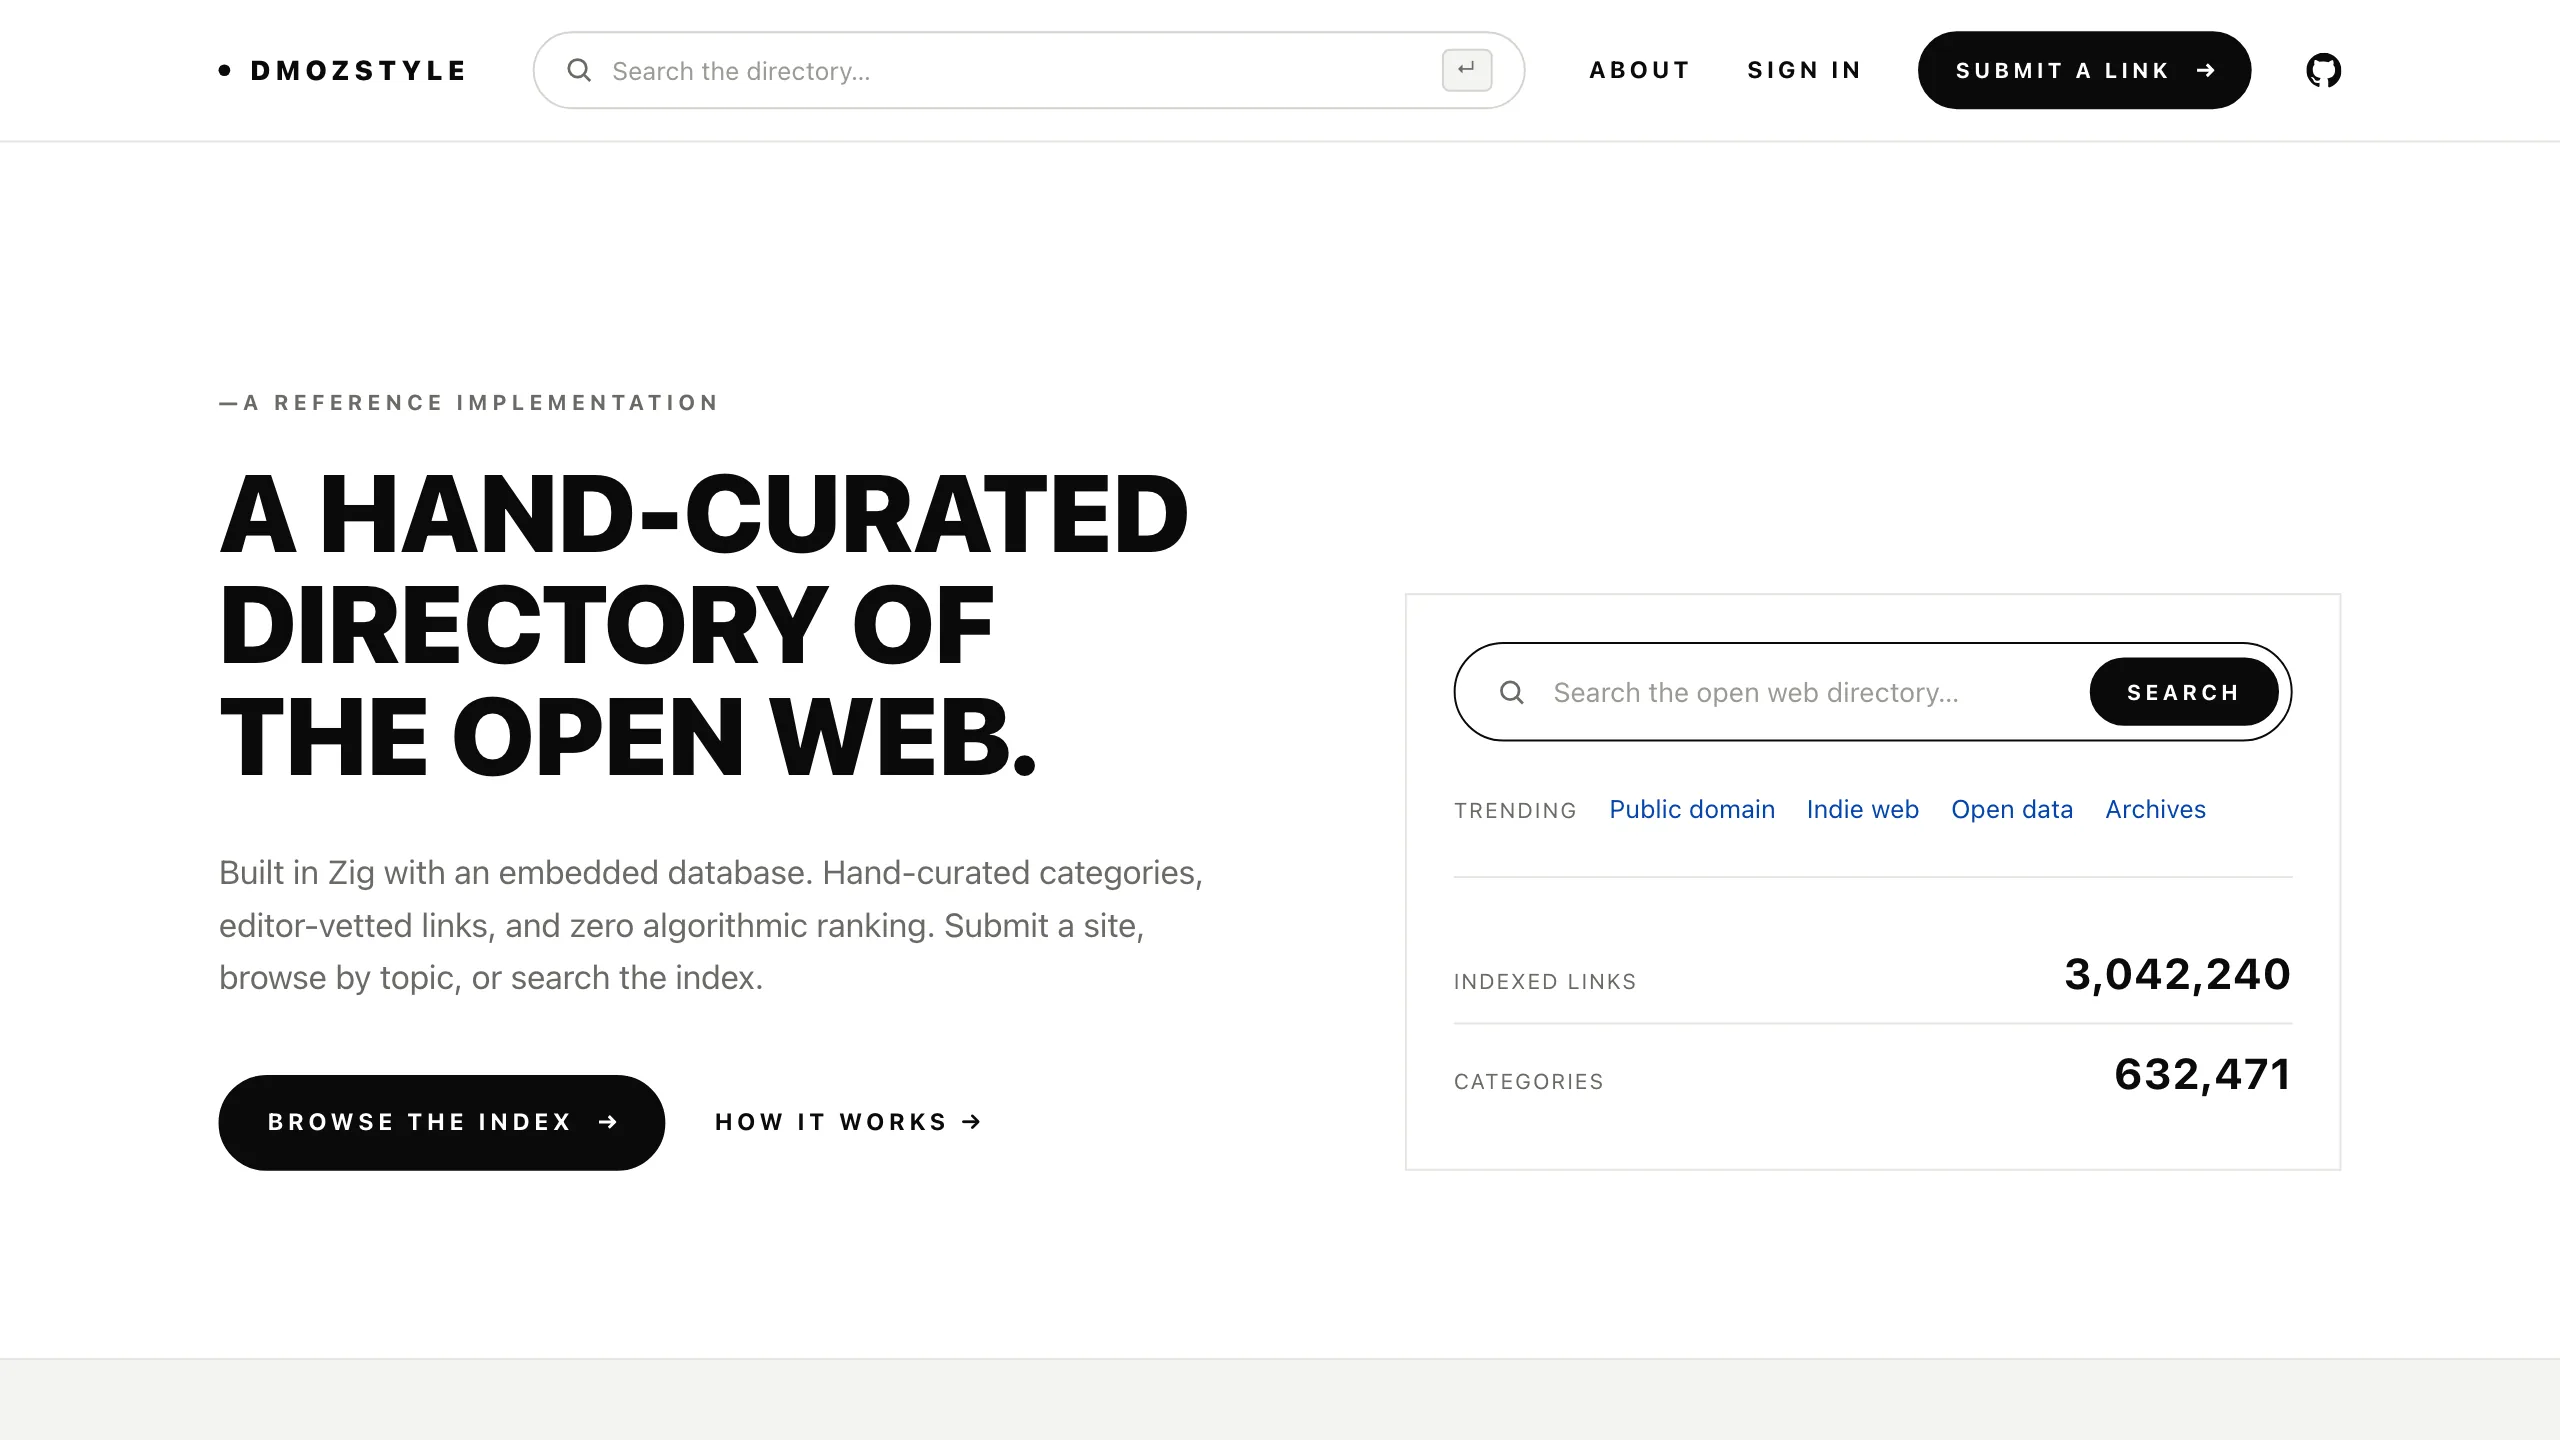 DMOZSTYLE
Search the directory...
ABOUT
SIGN IN
SUBMIT A LINK →
—A REFERENCE IMPLEMENTATION
A HAND-CURATED
DIRECTORY OF
THE OPEN WEB.
Built in Zig with an embedded database. Hand-curated categories,
editor-vetted links, and zero algorithmic ranking. Submit a site,
browse by topic, or search the index.
BROWSE THE INDEX →
HOW IT WORKS →
Search the open web directory...
SEARCH
TRENDING Public domain Indie web Open data Archives
INDEXED LINKS 3,042,240
CATEGORIES 632,471